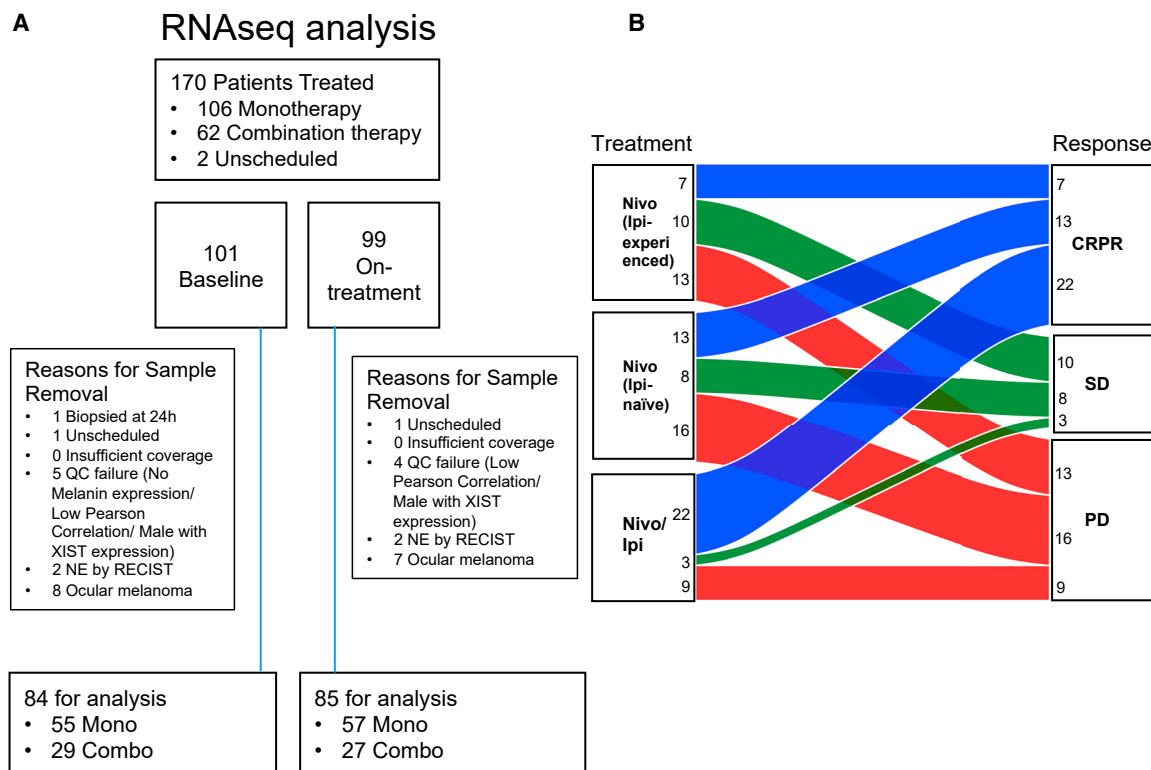 A
RNAseq analysis
170 Patients Treated
• 106 Monotherapy
• 62 Combination therapy
• 2 Unscheduled
101
Baseline
99
On-
treatment
Reasons for Sample
Removal
• 1 Biopsied at 24h
• 1 Unscheduled
• 0 Insufficient coverage
• 5 QC failure (No
Melanin expression/
Low Pearson
Correlation/ Male with
XIST expression)
• 2 NE by RECIST
• 8 Ocular melanoma
Reasons for Sample
Removal
• 1 Unscheduled
• 0 Insufficient coverage
• 4 QC failure (Low
Pearson Correlation/
Male with XIST
expression)
• 2 NE by RECIST
• 7 Ocular melanoma
84 for analysis
• 55 Mono
• 29 Combo
85 for analysis
• 57 Mono
• 27 Combo
B
Treatment
Response
Nivo
(Ipi-
experi
enced)
7
10
13
Nivo
(Ipi-
naïve)
13
8
16
Nivo/
Ipi
22
3
9
7
13
22
CRPR
10
8
3
SD
13
16
9
PD